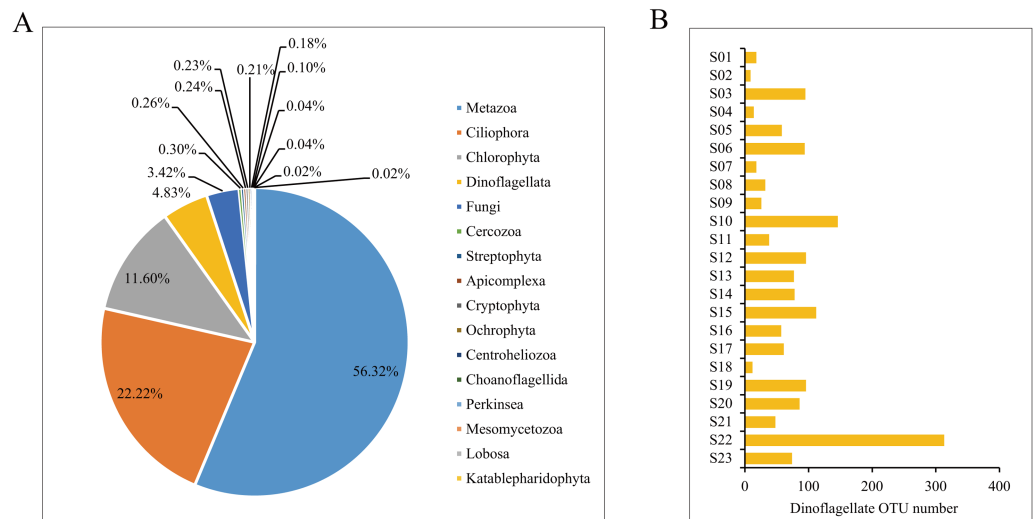 A
0.18%
0.23%
0.21%
0.10%
0.24%
0.26%
0.04%
0.30%
0.04%
3.42%
0.02%
0.02%
4.83%
11.60%
22.22%
56.32%
Metazoa
Ciliophora
Chlorophyta
Dinoflagellata
Fungi
Cercozoa
Streptophyta
Apicomplexa
Cryptophyta
Ochrophyta
Centroheliozoa
Choanoflagellida
Perkinsea
Mesomycetozoa
Lobosa
Katablepharidophyta
B
S01
S02
S03
S04
S05
S06
S07
S08
S09
S10
S11
S12
S13
S14
S15
S16
S17
S18
S19
S20
S21
S22
S23
0 100 200 300 400
Dinoflagellate OTU number